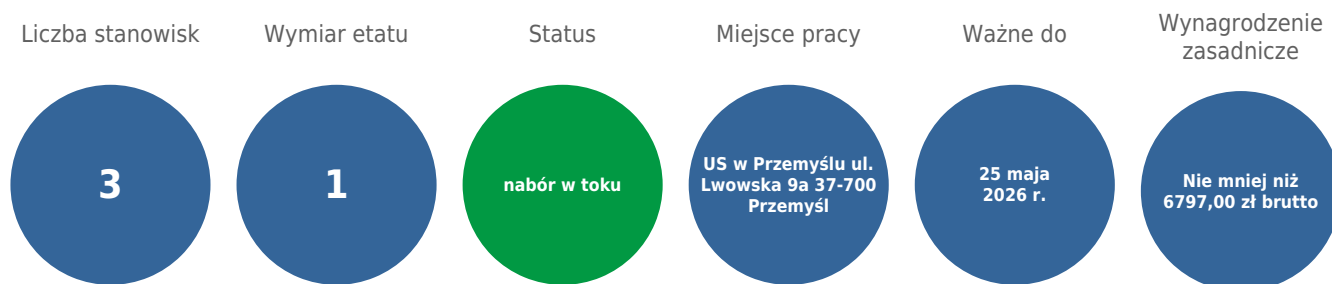 Liczba stanowisk
3
Wymiar etatu
1
Status
nabór w toku
Miejsce pracy
US w Przemyślu ul.
Lwowska 9a 37-700
Przemyśl
Ważne do
25 maja
2026 r.
Wynagrodzenie
zasadnicze
Nie mniej niż
6797,00 zł brutto